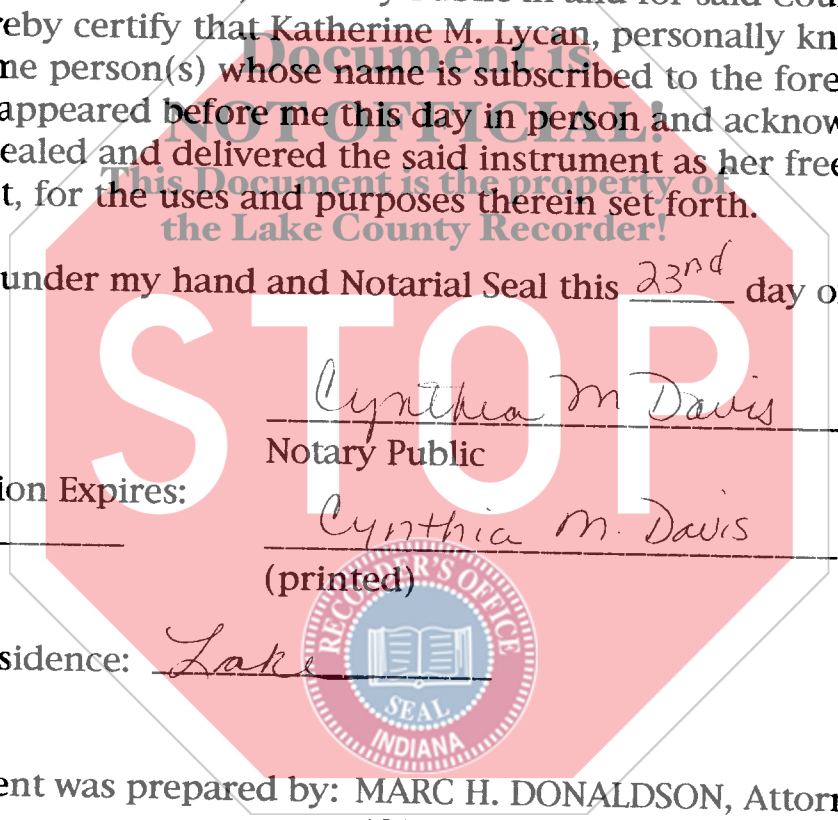 reby certify that Katherine M. Lycan, personally kn
Document is
ne person(s) whose name is subscribed to the fore
appeared before me this day in person and acknow
NOT OFFICIAL!
ealed and delivered the said instrument as her free
This Document is the property of
t, for the uses and purposes therein set forth.
the Lake County Recorder!
under my hand and Notarial Seal this 23nd day o
STOP
Cynthia M Davis
Notary Public
ion Expires:
Cynthia M. Davis
(printed)
RECORDER'S OFFICE
sidence: Lake
SEAL
INDIANA
ent was prepared by: MARC H. DONALDSON, Attorn